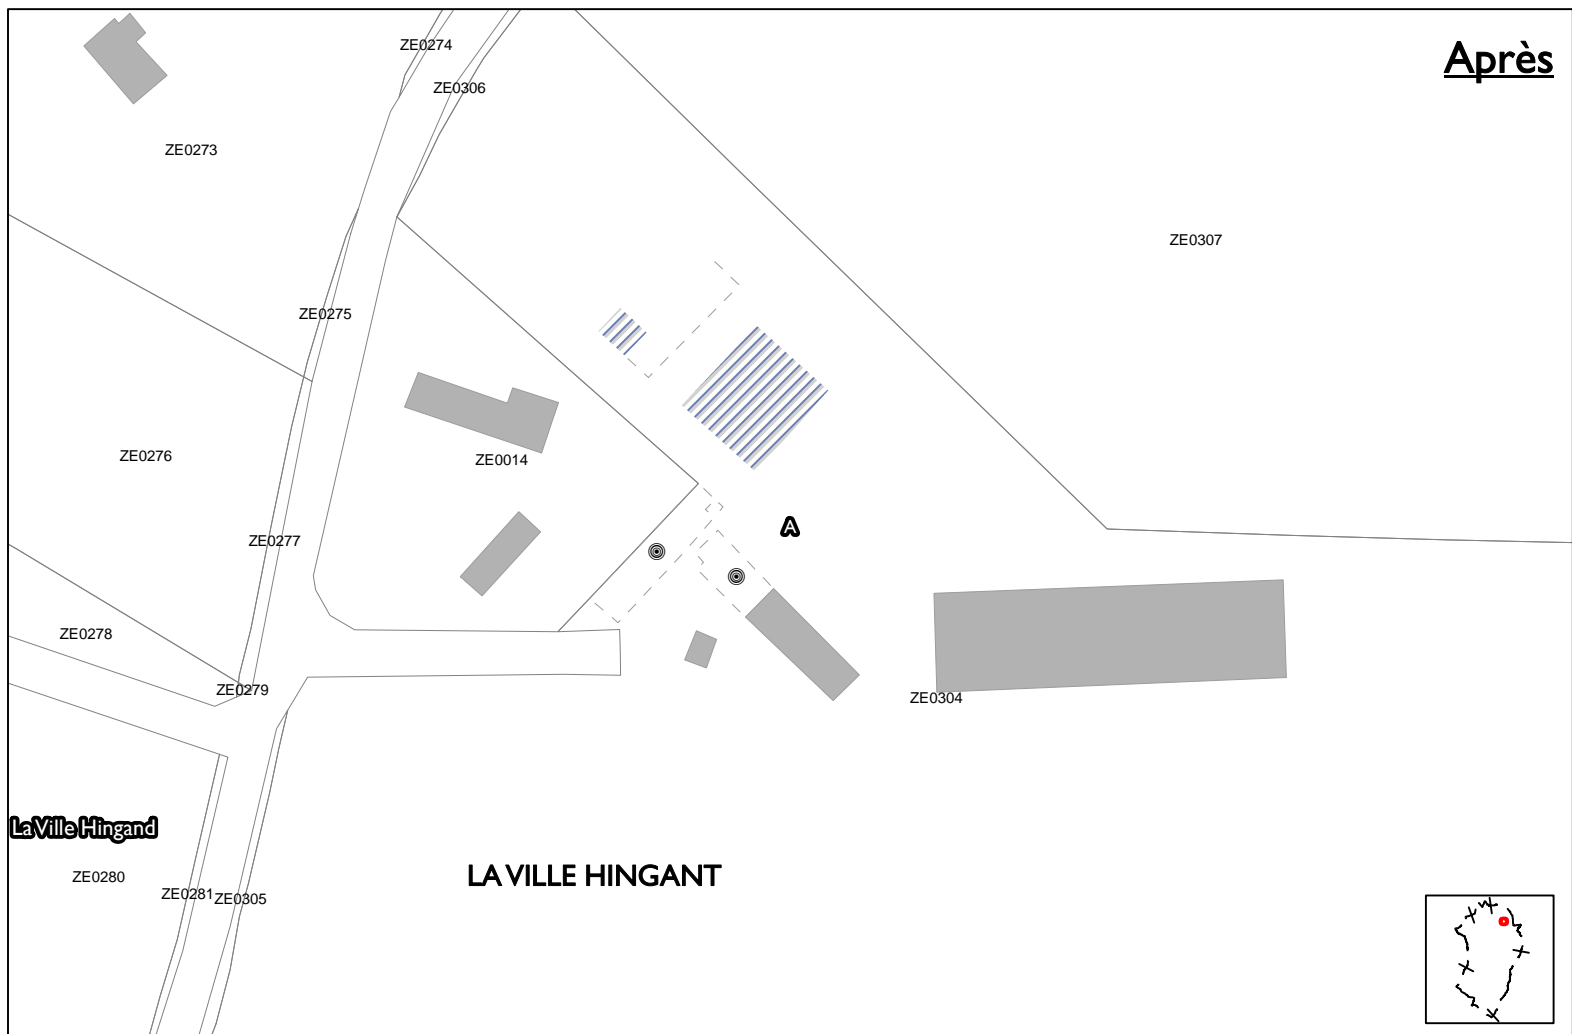 Après
ZE0274
ZE0306
ZE0273
ZE0307
ZE0275
ZE0276
ZE0014
A
ZE0277
ZE0278
ZE0279
ZE0304
La Ville Hingand
LA VILLE HINGANT
ZE0280
ZE0281
ZE0305